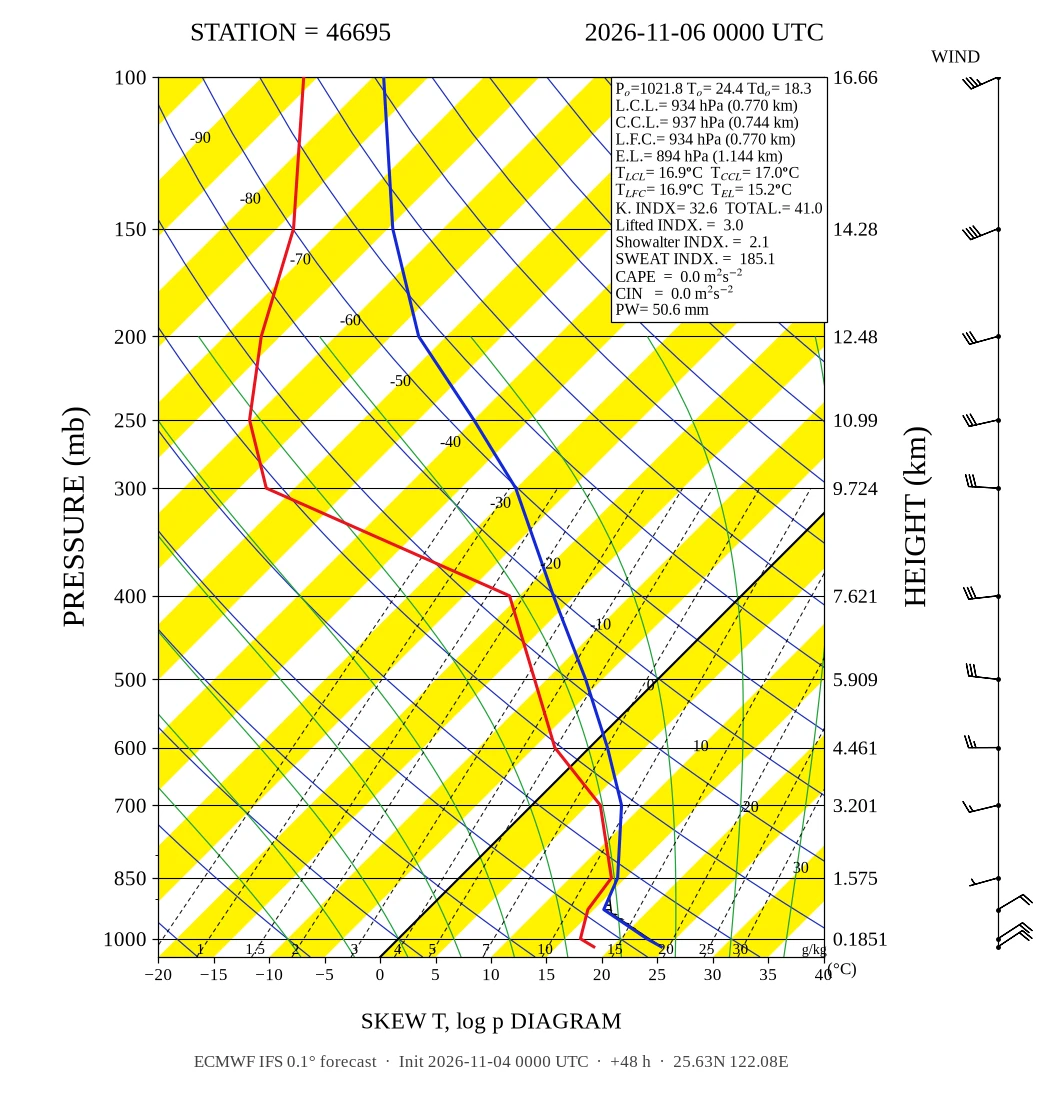 STATION = 46695
2026-11-06 0000 UTC
WIND
Pₒ=1021.8 Tₒ= 24.4 Tdₒ= 18.3
L.C.L.= 934 hPa (0.770 km)
C.C.L.= 937 hPa (0.744 km)
L.F.C.= 934 hPa (0.770 km)
E.L.= 894 hPa (1.144 km)
T_LCL= 16.9°C T_CCL= 17.0°C
T_LFC= 16.9°C T_EL= 15.2°C
K. INDX= 32.6 TOTAL.= 41.0
Lifted INDX. = 3.0
Showalter INDX. = 2.1
SWEAT INDX. = 185.1
CAPE = 0.0 m²s⁻²
CIN = 0.0 m²s⁻²
PW= 50.6 mm
100 16.66
-90
-80
150 14.28
-70
-60
200 12.48
-50
250 10.99
-40
300 -30 9.724
PRESSURE (mb)
HEIGHT (km)
-20
400 7.621
-10
500 0 5.909
600 10 4.461
700 20 3.201
850 30 1.575
1000 0.1851
1 1.5 2 3 4 5 7 10 15 20 25 30 g/kg
−20 −15 −10 −5 0 5 10 15 20 25 30 35 40 (°C)
SKEW T, log p DIAGRAM
ECMWF IFS 0.1° forecast · Init 2026-11-04 0000 UTC · +48 h · 25.63N 122.08E